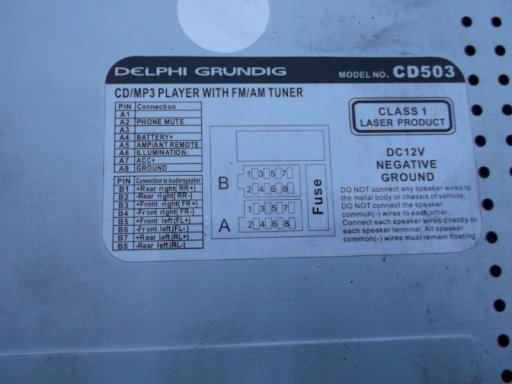 DELPHI GRUNDIG MODEL NO. CD503
CD/MP3 PLAYER WITH FM/AM TUNER
PIN Connection
A1
A2 PHONE MUTE
A3
A4 BATTERY+
A5 AMP/ANT REMOTE
A6 ILLUMINATION
A7 ACC+
A8 GROUND
PIN Connection to louderspeaker
B1 +Rear right(RR+)
B2 -Rear right(RR-)
B3 +Front right(FR+)
B4 -Front right(FR-)
B5 +Front left(FL+)
B6 -Front left(FL-)
B7 +Rear left(RL+)
B8 -Rear left(RL-)
B
1 3 5 7
2 4 6 8
A
1 3 5 7
2 4 6 8
Fuse
CLASS 1
LASER PRODUCT
DC12V
NEGATIVE
GROUND
DO NOT connect any speaker wires to
the metal body or chassis of vehicle.
DO NOT connect the speaker
common(-) wires to each other.
Connect each speaker wires directly to
each speaker terminal. All speaker
common(-) wires must remain floating